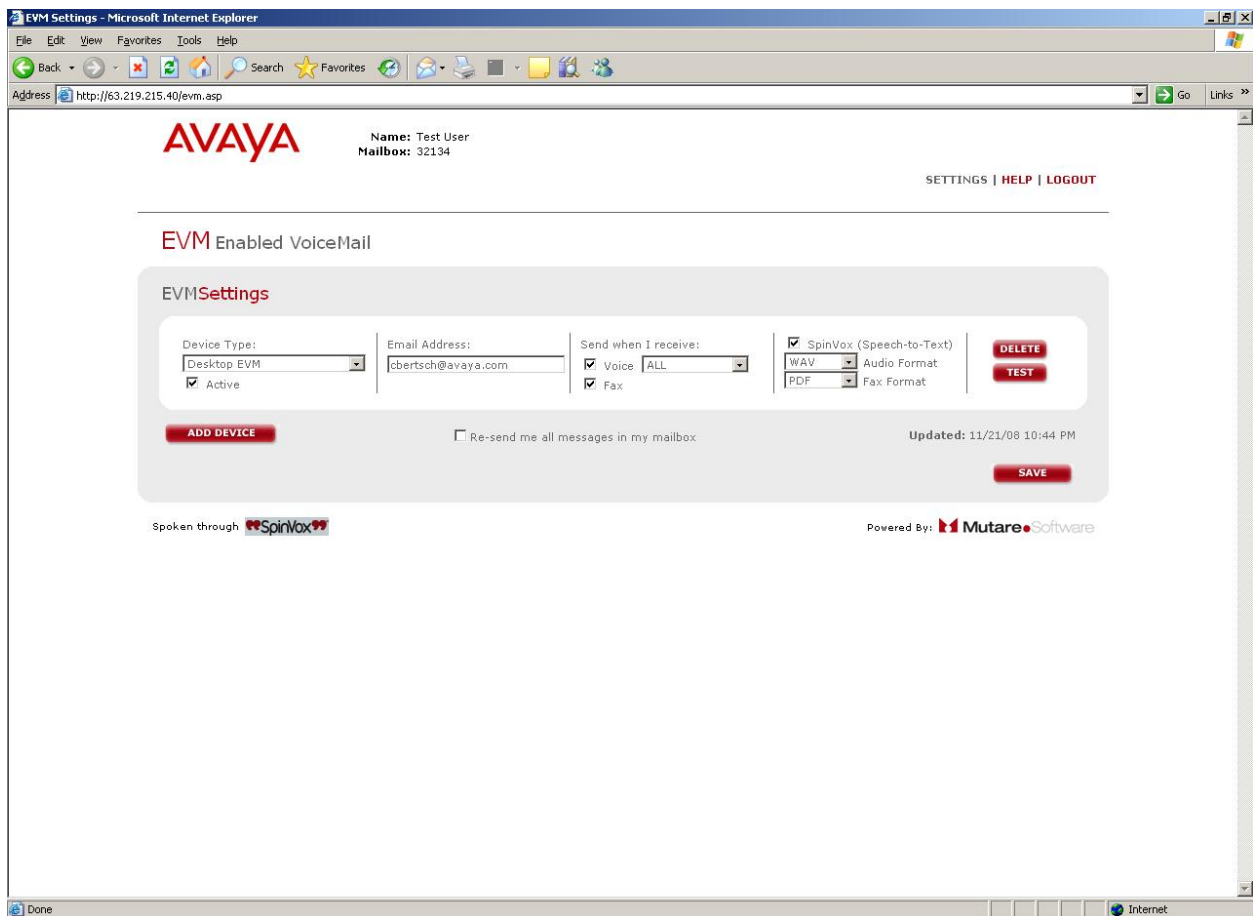 EVM Settings - Microsoft Internet Explorer
File Edit View Favorites Tools Help
Back Search Favorites
Address http://63.219.215.40/evm.asp Go Links »
AVAYA
Name: Test User
Mailbox: 32134
SETTINGS | HELP | LOGOUT
EVM Enabled VoiceMail
EVMSettings
Device Type:
Desktop EVM
Active
Email Address:
cbertsch@avaya.com
Send when I receive:
Voice ALL
Fax
SpinVox (Speech-to-Text)
WAV Audio Format
PDF Fax Format
DELETE
TEST
ADD DEVICE
Re-send me all messages in my mailbox
Updated: 11/21/08 10:44 PM
SAVE
Spoken through SpinVox
Powered By: Mutare Software
Done Internet